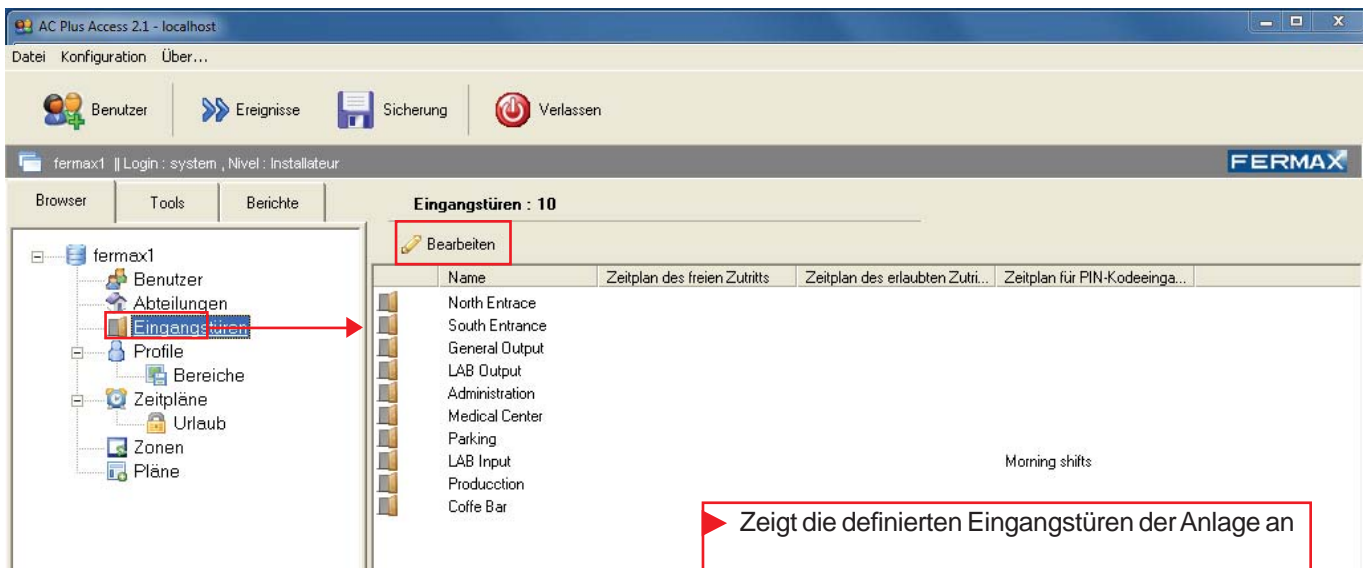 AC Plus Access 2.1 - localhost
Datei Konfiguration Über...
Benutzer Ereignisse Sicherung Verlassen
fermax1 || Login : system , Nivel : Installateur FERMAX
Browser Tools Berichte
Eingangstüren : 10
Bearbeiten
fermax1
Benutzer
Abteilungen
Eingangstüren
Profile
Bereiche
Zeitpläne
Urlaub
Zonen
Pläne
Name Zeitplan des freien Zutritts Zeitplan des erlaubten Zutri... Zeitplan für PIN-Kodeeinga...
North Entrace
South Entrance
General Output
LAB Output
Administration
Medical Center
Parking
LAB Input Morning shifts
Producction
Coffe Bar
Zeigt die definierten Eingangstüren der Anlage an